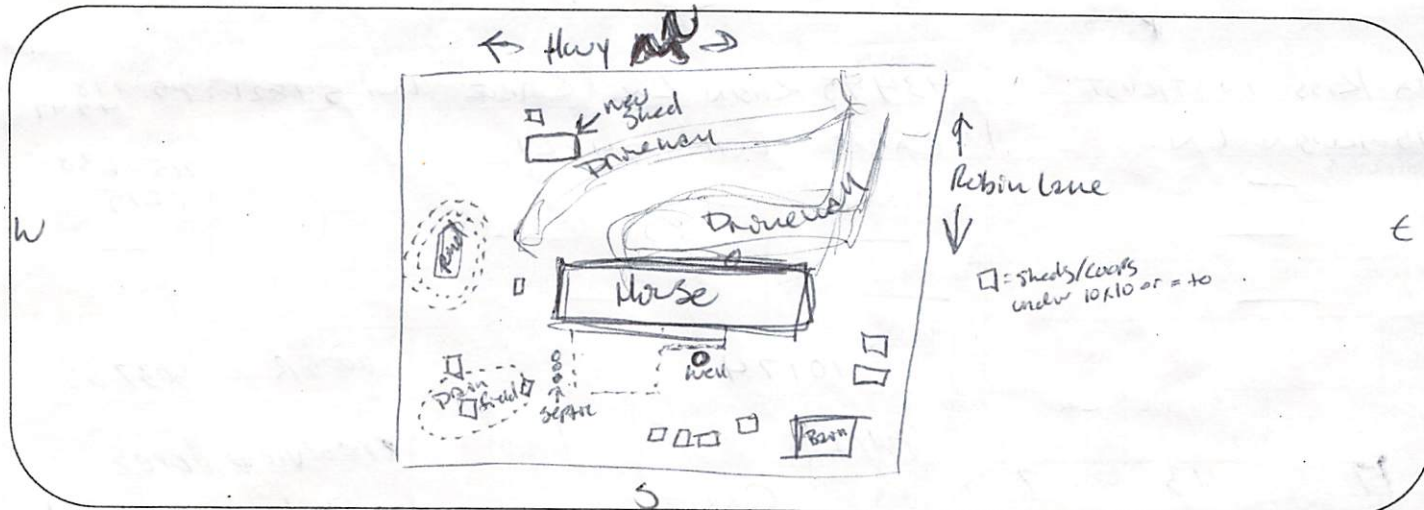 N
← Hwy →
new
shed
Driveway
Driveway
↑
Robin Lane
↓
W
E
Pond
House
□ = sheds/coops
under 10x10 or = to
Drain
field
septic
well
Barn
S